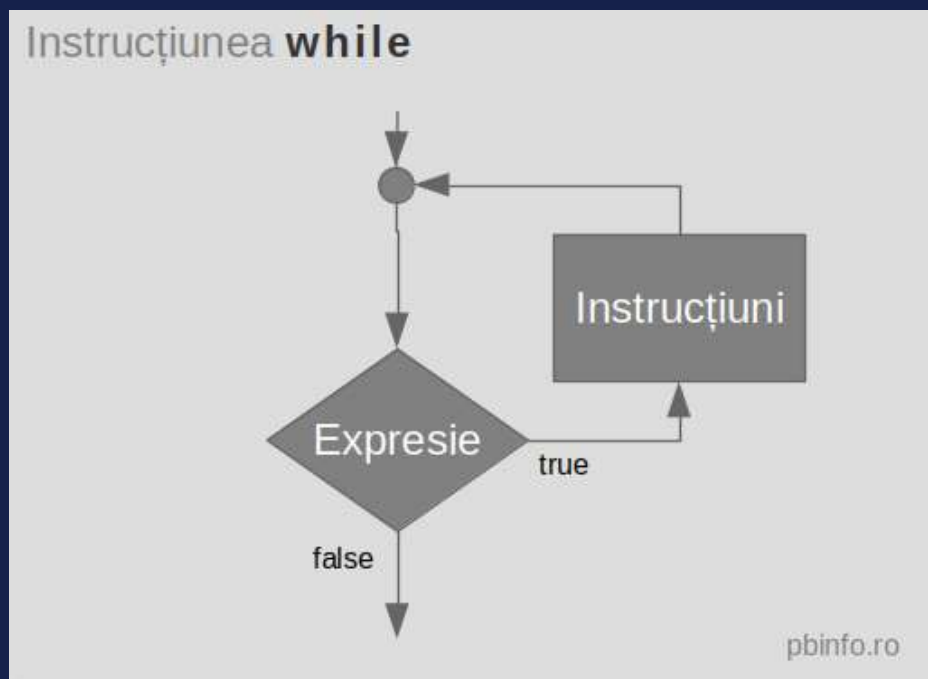 Instrucțiunea while
Instrucțiuni
Expresie
true
false
pbinfo.ro